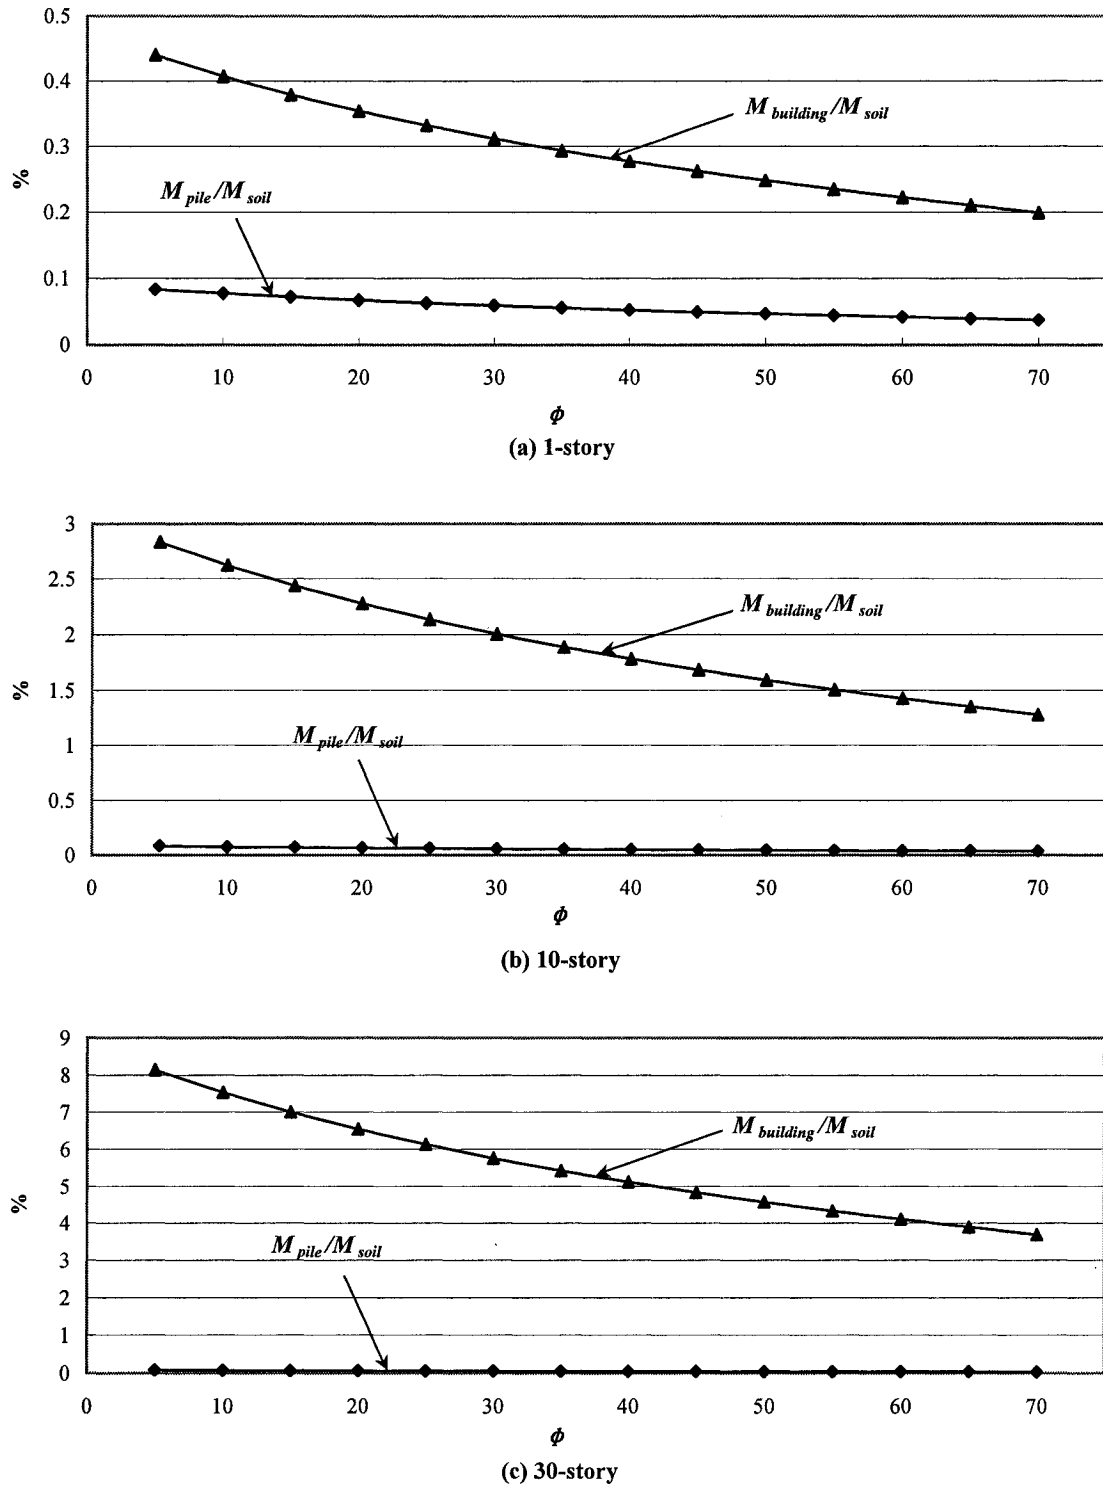 0.5
0.4
0.3
0.2
0.1
0
%
M building/M soil
M pile/M soil
0 10 20 30 40 50 60 70
ϕ
(a) 1-story
3
2.5
2
1.5
1
0.5
0
%
M building/M soil
M pile/M soil
0 10 20 30 40 50 60 70
ϕ
(b) 10-story
9
8
7
6
5
4
3
2
1
0
%
M building/M soil
M pile/M soil
0 10 20 30 40 50 60 70
ϕ
(c) 30-story